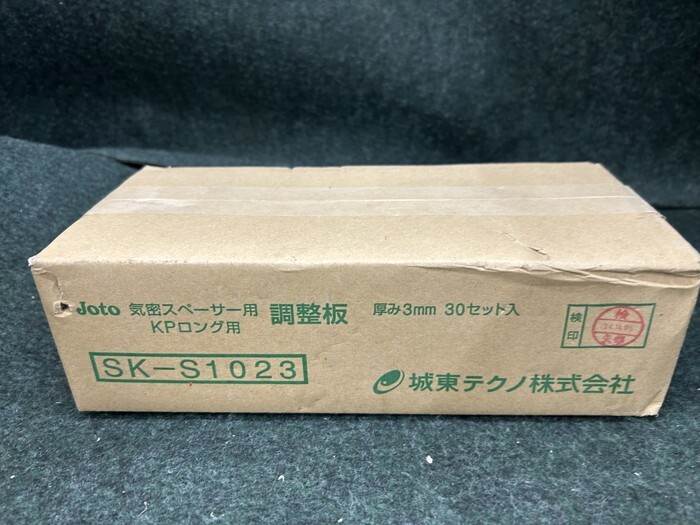 Joto 気密スペーサー用 調整板 厚み3mm 30セット入
KPロング用
SK-S1023
城東テクノ株式会社
検印
検